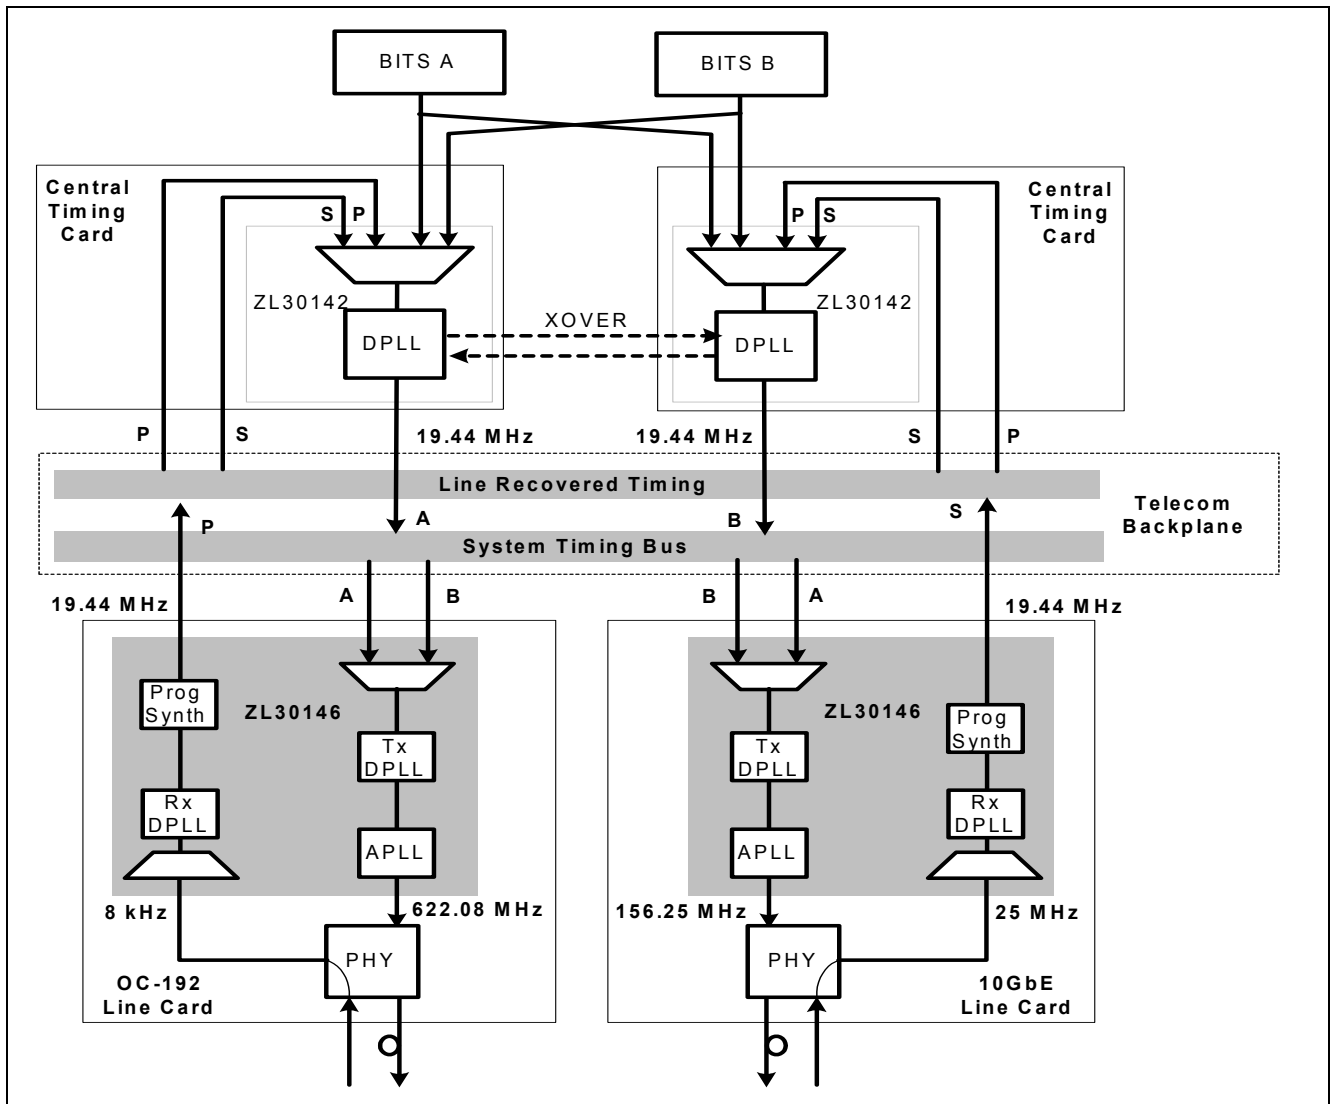 BITS A
BITS B
Central
Timing
Card
S P
P S
Central
Timing
Card
ZL30142
ZL30142
XOVER
DPLL
DPLL
P
S
19.44 MHz
19.44 MHz
S
P
Line Recovered Timing
Telecom
Backplane
P
A
B
S
System Timing Bus
A
B
B
A
19.44 MHz
19.44 MHz
Prog
Synth
ZL30146
ZL30146
Prog
Synth
Tx
DPLL
Tx
DPLL
Rx
DPLL
Rx
DPLL
APLL
APLL
8 kHz
622.08 MHz
156.25 MHz
25 MHz
PHY
PHY
OC-192
Line Card
10GbE
Line Card